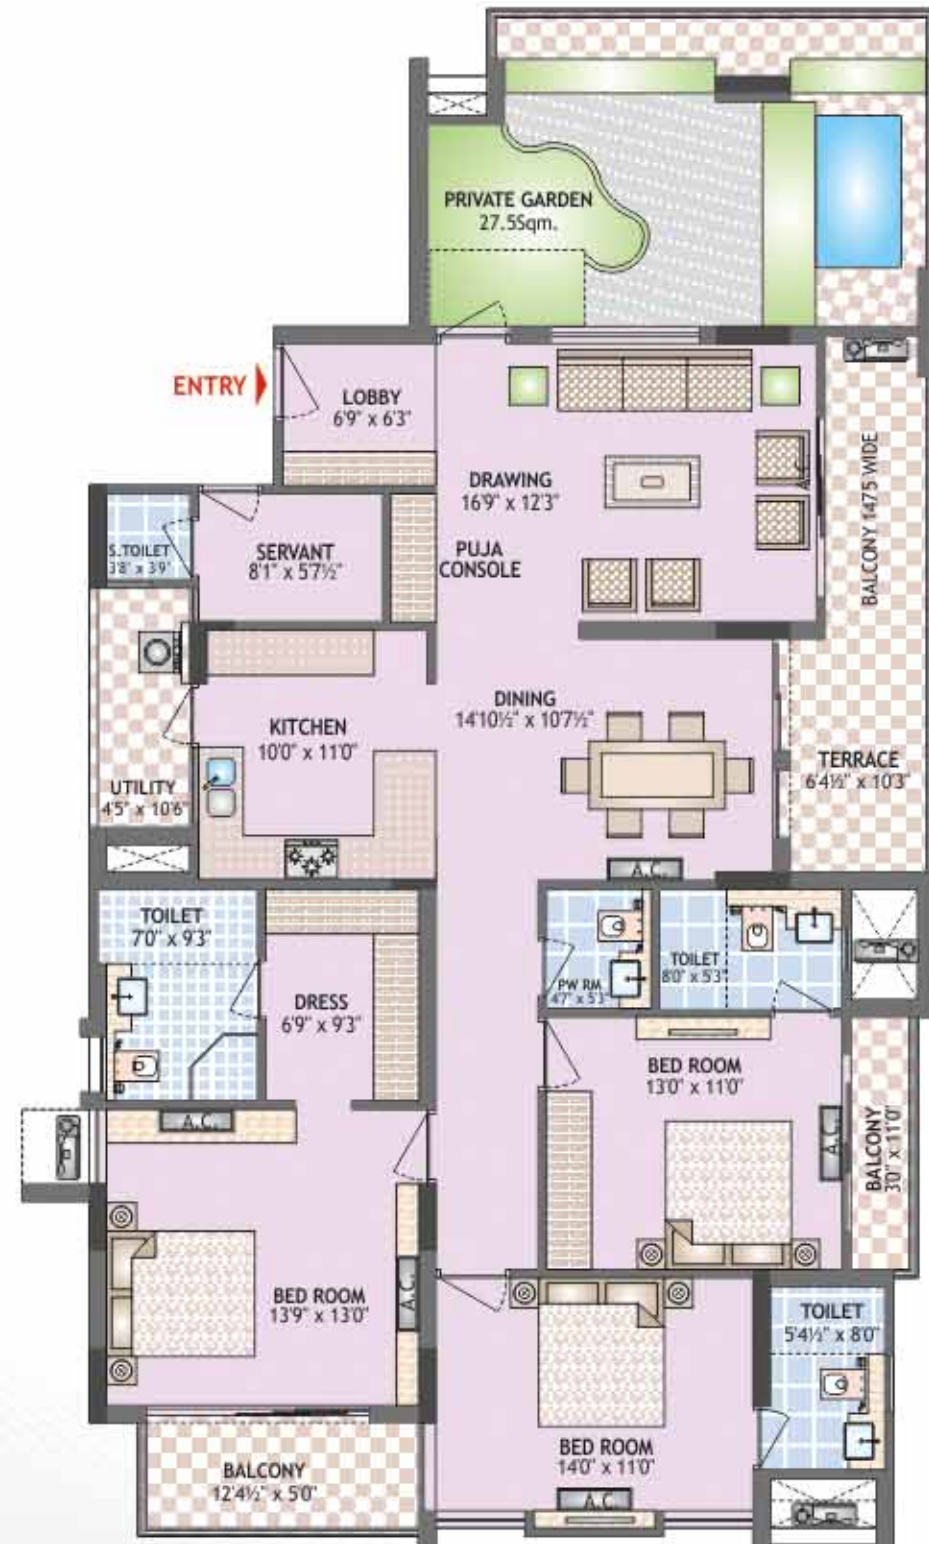 PRIVATE GARDEN
27.5Sqm.
ENTRY
LOBBY
6'9" x 6'3"
DRAWING
16'9" x 12'3"
A.C.
BALCONY 1475 WIDE
S.TOILET
3'8" x 3'9"
SERVANT
8'1" x 5'7½"
PUJA
CONSOLE
DINING
14'10½" x 10'7½"
KITCHEN
10'0" x 11'0"
TERRACE
6'4½" x 10'3"
UTILITY
4'5" x 10'6"
A.C.
TOILET
7'0" x 9'3"
DRESS
6'9" x 9'3"
PW RM
4'7" x 5'3"
TOILET
8'0" x 5'3"
BED ROOM
13'0" x 11'0"
A.C.
A.C.
BALCONY
3'0" x 11'0"
BED ROOM
13'9" x 13'0"
A.C.
TOILET
5'4½" x 8'0"
BED ROOM
14'0" x 11'0"
A.C.
BALCONY
12'4½" x 5'0"